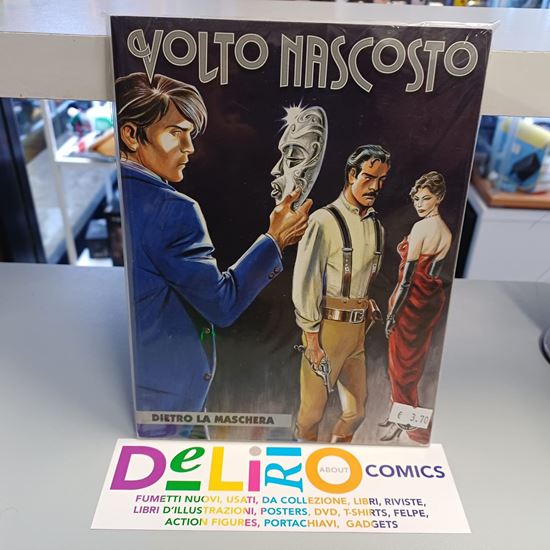 VOLTO NASCOSTO
DIETRO LA MASCHERA
€ 3.70
DeLiRiO ABOUT COMICS
FUMETTI NUOVI, USATI, DA COLLEZIONE, LIBRI, RIVISTE,
LIBRI D'ILLUSTRAZIONI, POSTERS, DVD, T-SHIRTS, FELPE,
ACTION FIGURES, PORTACHIAVI, GADGETS